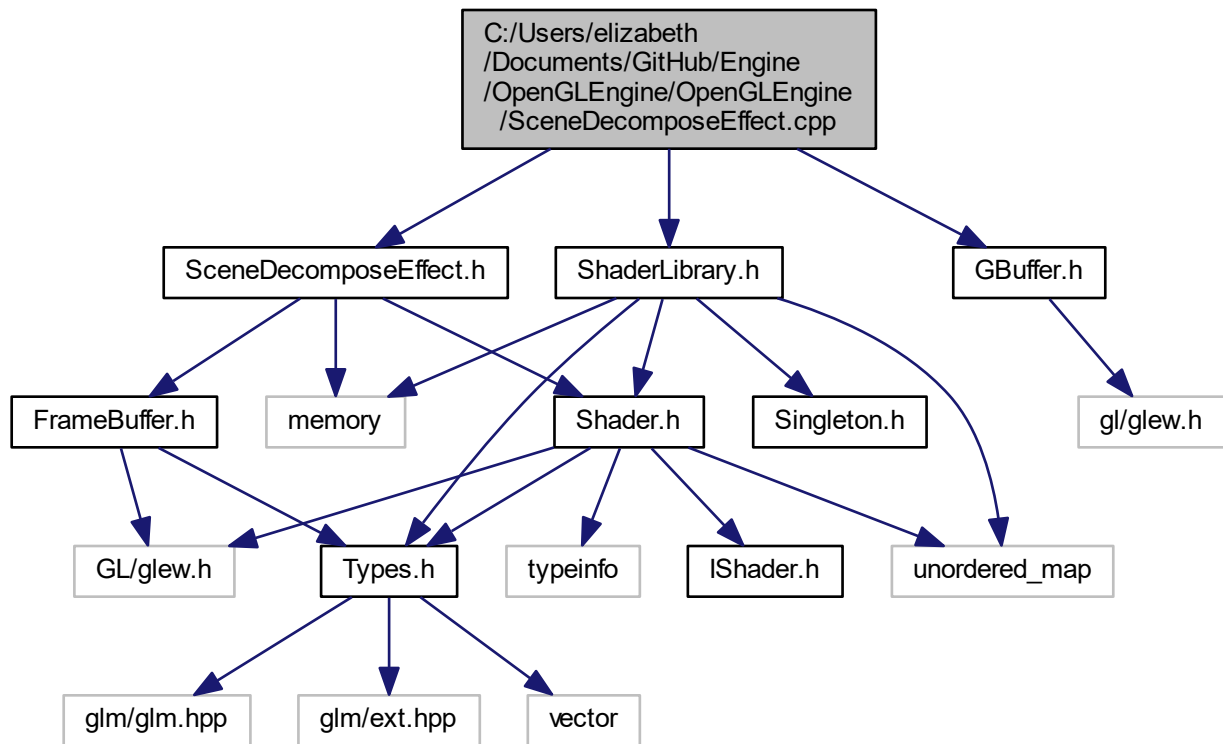 C:/Users/elizabeth
/Documents/GitHub/Engine
/OpenGLEngine/OpenGLEngine
/SceneDecomposeEffect.cpp
SceneDecomposeEffect.h
ShaderLibrary.h
GBuffer.h
FrameBuffer.h
memory
Shader.h
Singleton.h
gl/glew.h
GL/glew.h
Types.h
typeinfo
IShader.h
unordered_map
glm/glm.hpp
glm/ext.hpp
vector